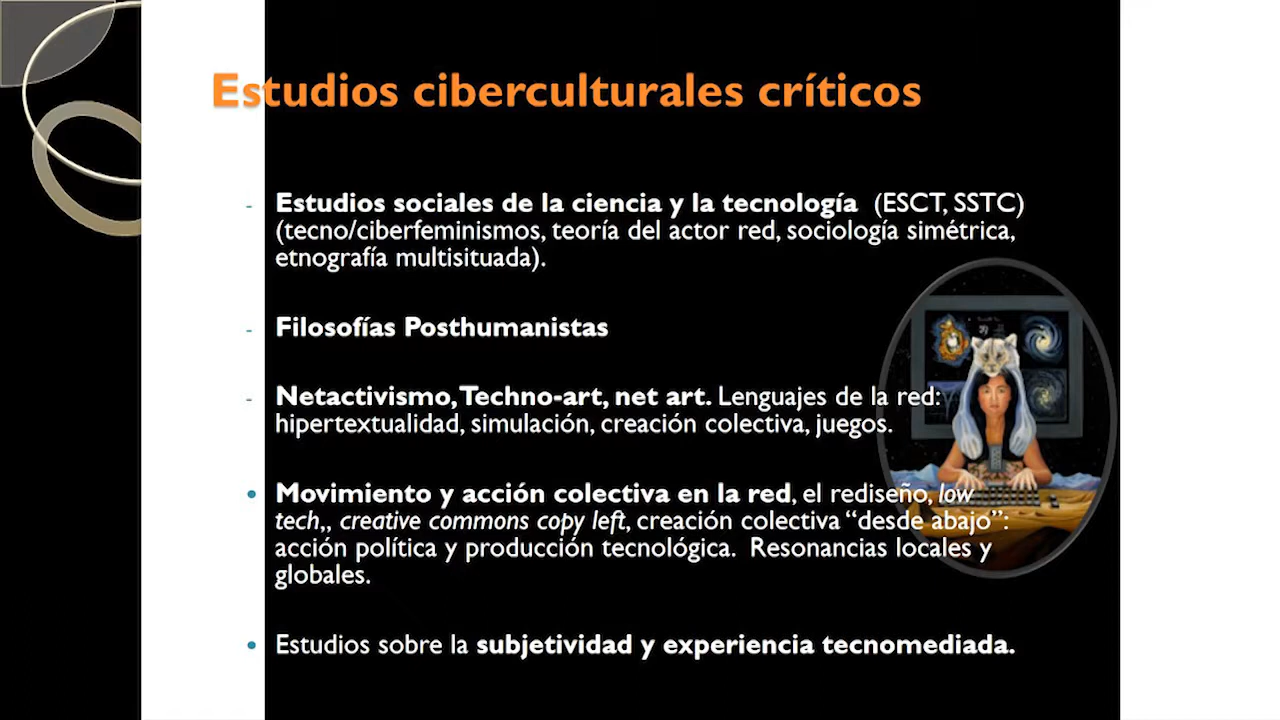 Estudios ciberculturales críticos
- Estudios sociales de la ciencia y la tecnología (ESCT, SSTC)
(tecno/ciberfeminismos, teoría del actor red, sociología simétrica,
etnografía multisituada).
- Filosofías Posthumanistas
- Netactivismo, Techno-art, net art. Lenguajes de la red:
hipertextualidad, simulación, creación colectiva, juegos.
• Movimiento y acción colectiva en la red, el rediseño, low
tech,, creative commons copy left, creación colectiva “desde abajo”:
acción política y producción tecnológica. Resonancias locales y
globales.
• Estudios sobre la subjetividad y experiencia tecnomediada.